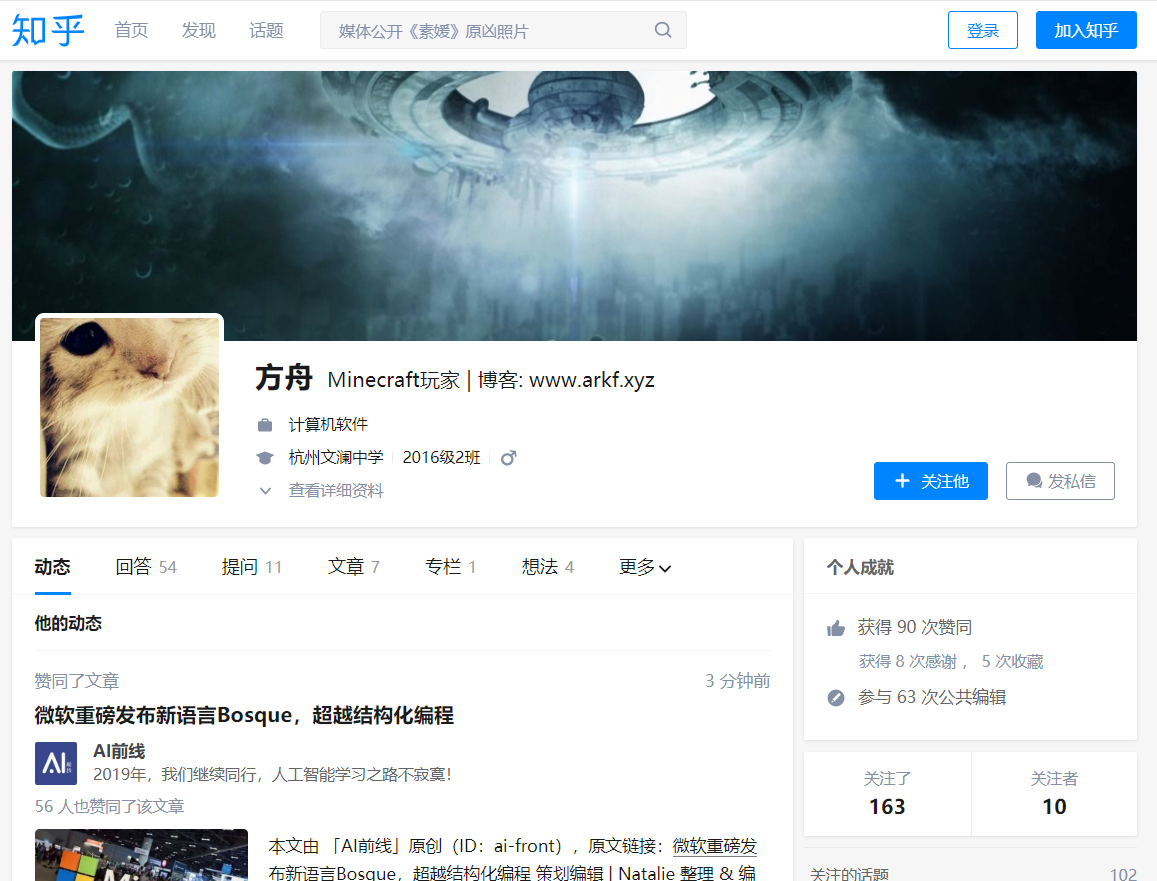 知乎 首页 发现 话题 媒体公开《素媛》原凶照片 登录 加入知乎
方舟 Minecraft玩家 | 博客: www.arkf.xyz
计算机软件
杭州文澜中学 2016级2班
查看详细资料
关注他 发私信
动态 回答 54 提问 11 文章 7 专栏 1 想法 4 更多
他的动态
赞同了文章 3 分钟前
微软重磅发布新语言Bosque，超越结构化编程
AI前线
2019年，我们继续同行，人工智能学习之路不寂寞！
56 人也赞同了该文章
本文由 「AI前线」原创（ID：ai-front），原文链接：微软重磅发
布新语言Bosque，超越结构化编程 策划编辑 | Natalie 整理 & 编
个人成就
获得 90 次赞同
获得 8 次感谢 ， 5 次收藏
参与 63 次公共编辑
关注了 关注者
163 10
关注的话题 102